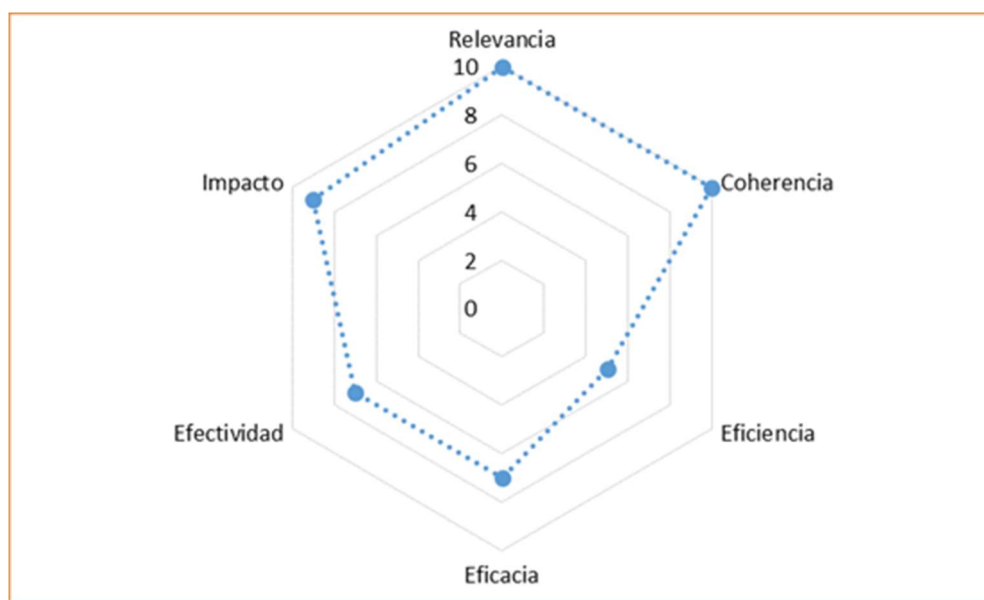 Relevancia
10
8
Impacto
Coherencia
6
4
2
0
Efectividad
Eficiencia
Eficacia